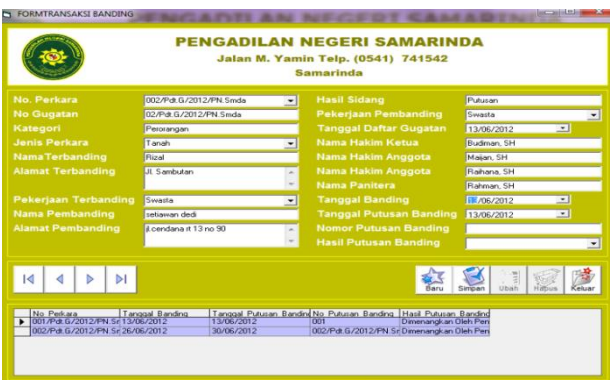 FORMTRANSAKSI BANDING
PENGADILAN NEGERI SAMARINDA
Jalan M. Yamin Telp. (0541) 741542
Samarinda
No. Perkara 002/Pdt.G/2012/PN.Smda
No Gugatan 02/Pdt.G/2012/PN.Smda
Kategori Perorangan
Jenis Perkara Tanah
NamaTerbanding Rizal
Alamat Terbanding Jl. Sambutan
Pekerjaan Terbanding Swasta
Nama Pembanding setiawan dedi
Alamat Pembanding jl.cendana rt 13 no 90
Hasil Sidang Putusan
Pekerjaan Pembanding Swasta
Tanggal Daftar Gugatan 13/06/2012
Nama Hakim Ketua Budiman, SH
Nama Hakim Anggota Maijan, SH
Nama Hakim Anggota Raihana, SH
Nama Panitera Rahman, SH
Tanggal Banding 13/06/2012
Tanggal Putusan Banding 13/06/2012
Nomor Putusan Banding
Hasil Putusan Banding
Baru Simpan Ubah Hapus Keluar
No. Perkara Tanggal Banding Tanggal Putusan Bandin No. Putusan Banding Hasil Putusan Banding
001/Pdt.G/2012/PN.Sr 13/06/2012 13/06/2012 001 Dimenangkan Oleh Pen
002/Pdt.G/2012/PN.Sr 26/06/2012 30/06/2012 002/Pdt.G/2012/PN.Sr Dimenangkan Oleh Pen